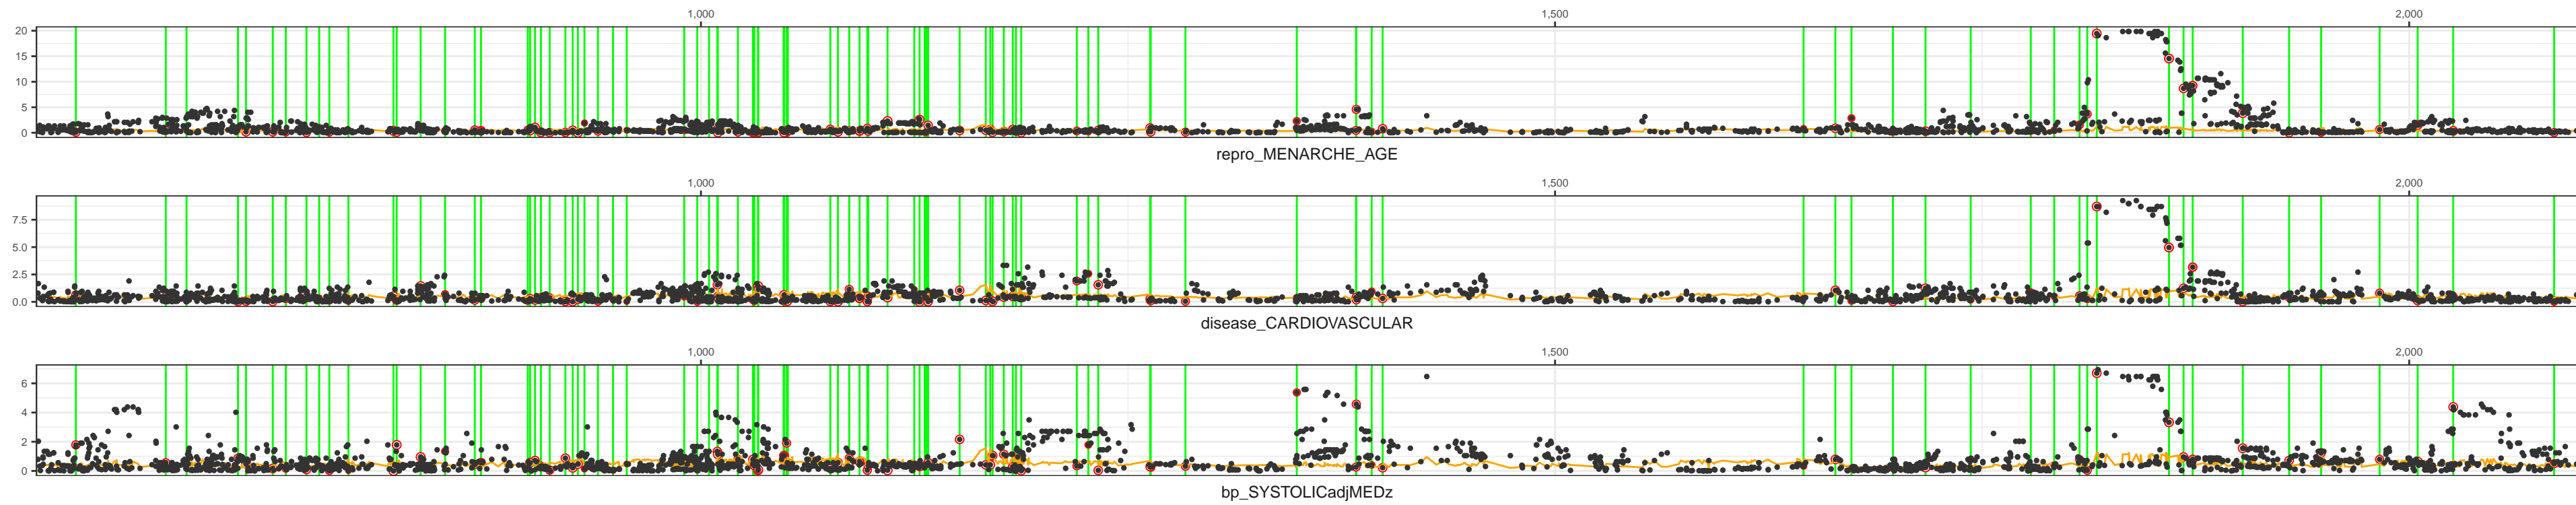 1,000 1,500 2,000
20
15
10
5
0
repro_MENARCHE_AGE
1,000 1,500 2,000
7.5
5.0
2.5
0.0
disease_CARDIOVASCULAR
1,000 1,500 2,000
6
4
2
0
bp_SYSTOLICadjMEDz